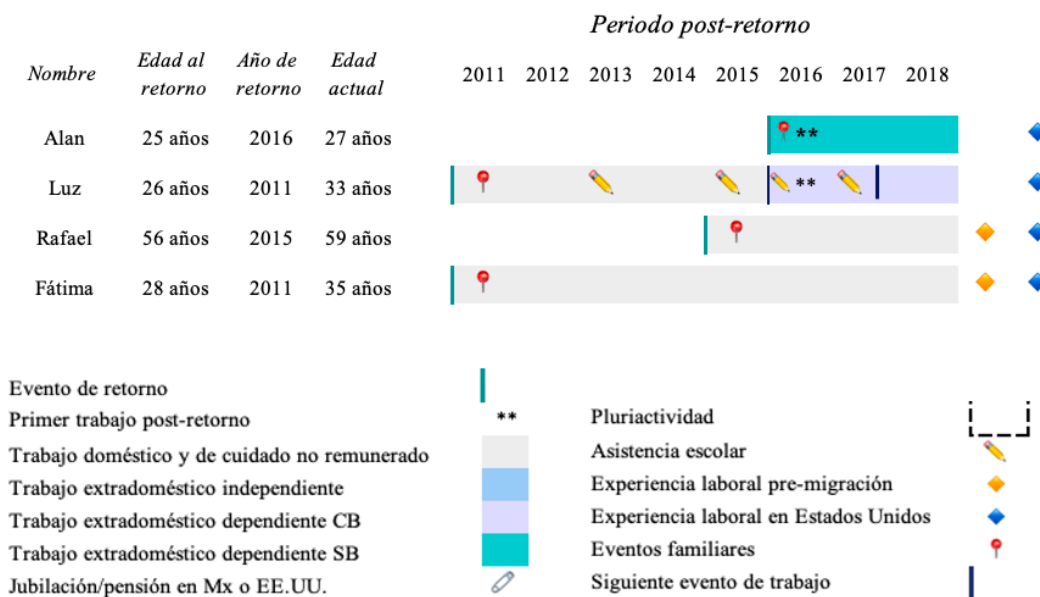 Periodo post-retorno
Nombre Edad al retorno Año de retorno Edad actual 2011 2012 2013 2014 2015 2016 2017 2018
Alan 25 años 2016 27 años **
Luz 26 años 2011 33 años **
Rafael 56 años 2015 59 años
Fátima 28 años 2011 35 años
Evento de retorno
Primer trabajo post-retorno **
Trabajo doméstico y de cuidado no remunerado
Trabajo extradoméstico independiente
Trabajo extradoméstico dependiente CB
Trabajo extradoméstico dependiente SB
Jubilación/pensión en Mx o EE.UU.
Pluriactividad
Asistencia escolar
Experiencia laboral pre-migración
Experiencia laboral en Estados Unidos
Eventos familiares
Siguiente evento de trabajo